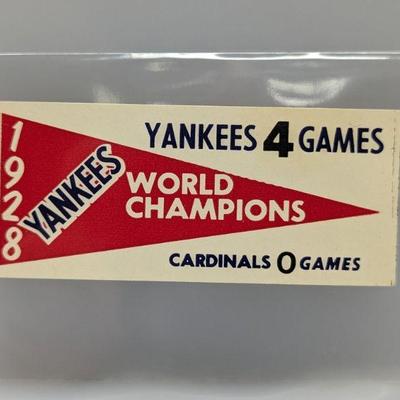 1928
YANKEES
WORLD
CHAMPIONS
YANKEES 4 GAMES
CARDINALS 0 GAMES